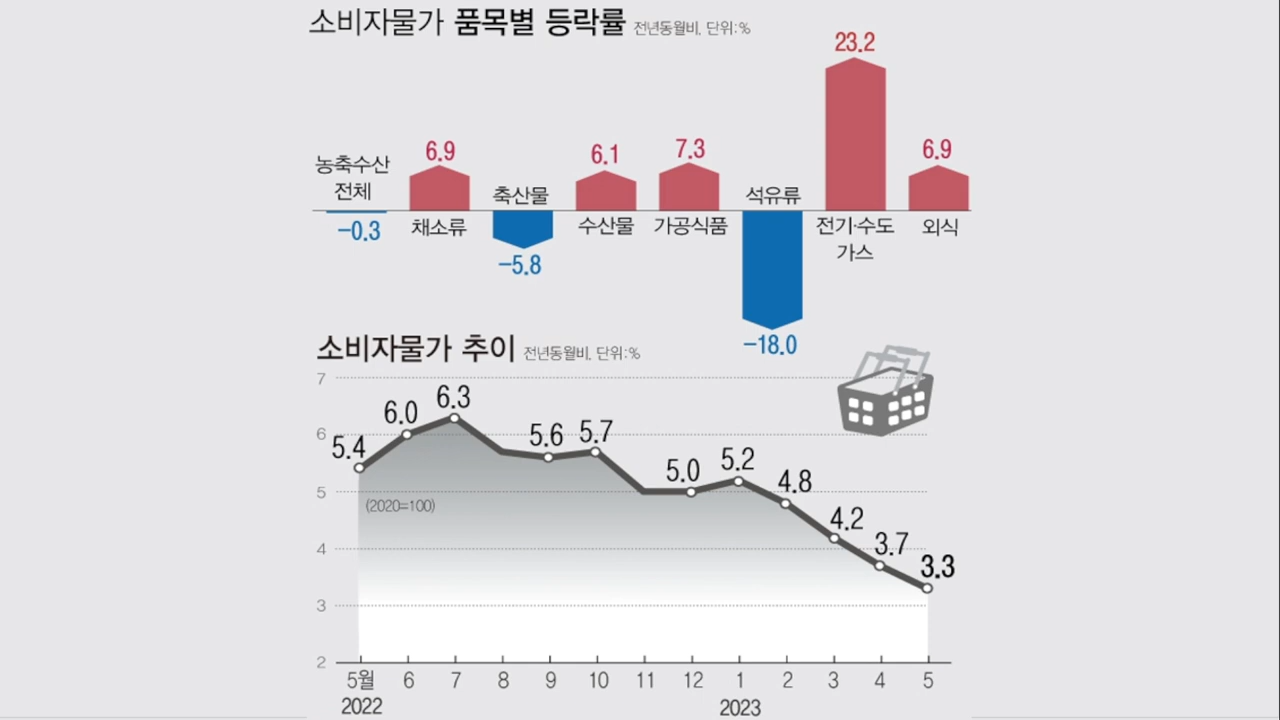 소비자물가 품목별 등락률 전년동월비, 단위:%
농축수산
전체
-0.3
6.9
채소류
축산물
-5.8
6.1
수산물
7.3
가공식품
석유류
-18.0
23.2
전기·수도
가스
6.9
외식
소비자물가 추이 전년동월비, 단위:%
7
6
5
4
3
2
5.4
6.0
6.3
5.6
5.7
5.0
5.2
4.8
4.2
3.7
3.3
(2020=100)
5월 6 7 8 9 10 11 12 1 2 3 4 5
2022 2023